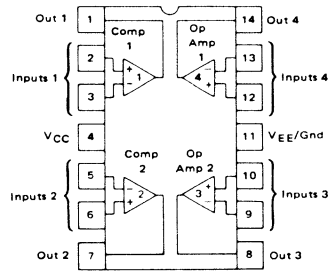 Out 1 1 14 Out 4
Comp 1 Op Amp 1
2 13
Inputs 1 + − 1 4 − + Inputs 4
3 12
VCC 4 11 VEE/Gnd
Comp 2 Op Amp 2
5 10
Inputs 2 − + 2 3 + − Inputs 3
6 9
Out 2 7 8 Out 3